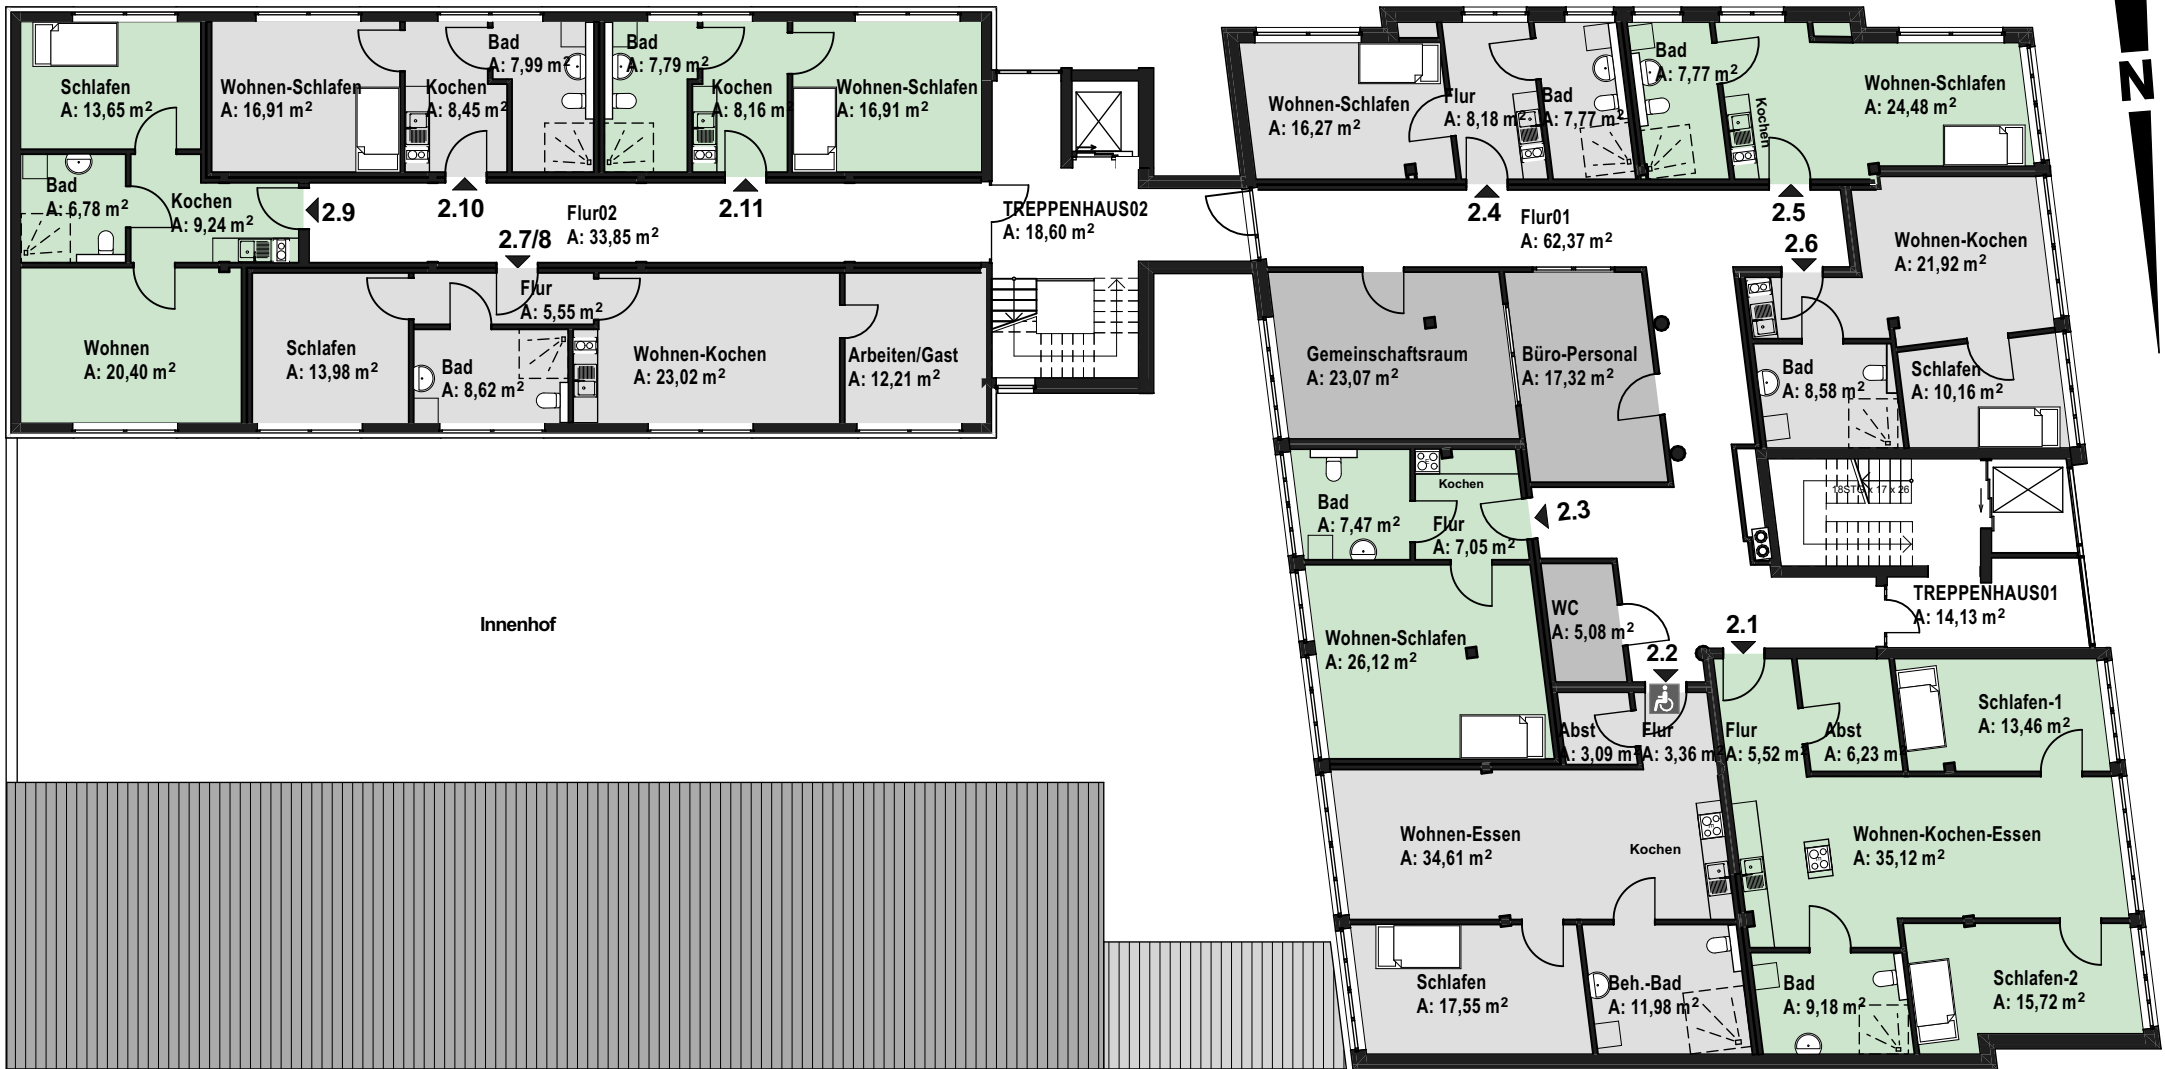 Schlafen
A: 13,65 m²
Wohnen-Schlafen
A: 16,91 m²
Kochen
A: 8,45 m²
Bad
A: 7,99 m²
Bad
A: 7,79 m²
Kochen
A: 8,16 m²
Wohnen-Schlafen
A: 16,91 m²
Bad
A: 6,78 m²
Kochen
A: 9,24 m²
2.9
2.10
2.11
Flur02
A: 33,85 m²
2.7/8
Flur
A: 5,55 m²
Wohnen
A: 20,40 m²
Schlafen
A: 13,98 m²
Bad
A: 8,62 m²
Wohnen-Kochen
A: 23,02 m²
Arbeiten/Gast
A: 12,21 m²
TREPPENHAUS02
A: 18,60 m²
Innenhof
Wohnen-Schlafen
A: 16,27 m²
Flur
A: 8,18 m²
Bad
A: 7,77 m²
Bad
A: 7,77 m²
Kochen
Wohnen-Schlafen
A: 24,48 m²
N
2.4
Flur01
A: 62,37 m²
2.5
2.6
Wohnen-Kochen
A: 21,92 m²
Gemeinschaftsraum
A: 23,07 m²
Büro-Personal
A: 17,32 m²
Bad
A: 8,58 m²
Schlafen
A: 10,16 m²
18STG x 17 x 26
Kochen
Bad
A: 7,47 m²
Flur
A: 7,05 m²
2.3
TREPPENHAUS01
A: 14,13 m²
WC
A: 5,08 m²
Wohnen-Schlafen
A: 26,12 m²
2.2
2.1
Abst
A: 3,09 m²
Flur
A: 3,36 m²
Flur
A: 5,52 m²
Abst
A: 6,23 m²
Schlafen-1
A: 13,46 m²
Wohnen-Essen
A: 34,61 m²
Kochen
Wohnen-Kochen-Essen
A: 35,12 m²
Schlafen
A: 17,55 m²
Beh.-Bad
A: 11,98 m²
Bad
A: 9,18 m²
Schlafen-2
A: 15,72 m²